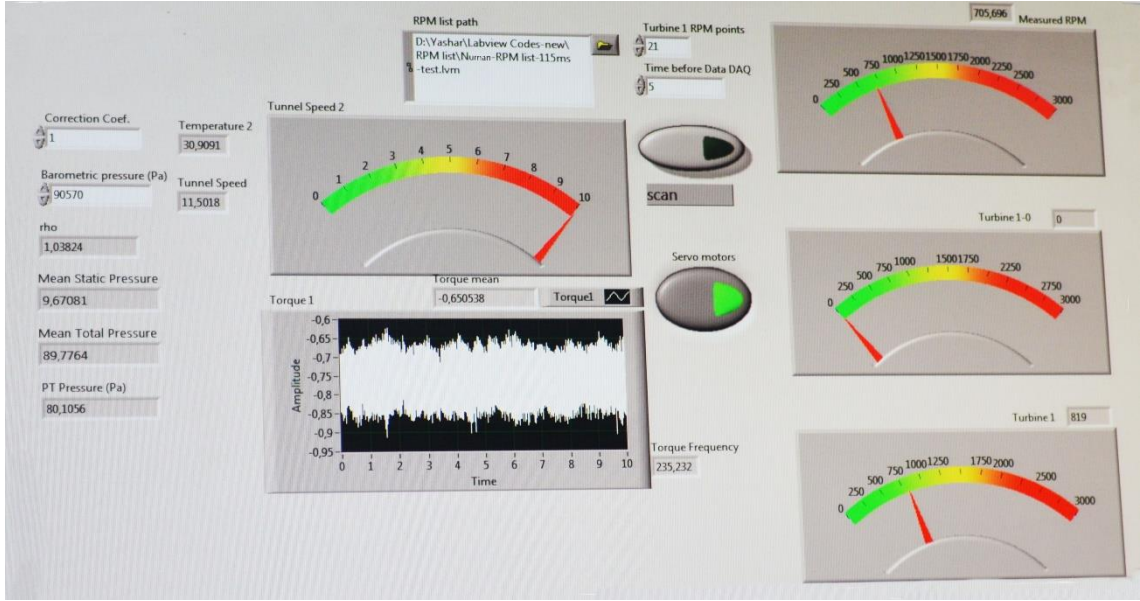 RPM list path
D:\Yashar\Labview Codes-new\
RPM list\Numan-RPM list-115ms
-test.lvm
Turbine 1 RPM points
21
Time before Data DAQ
5
705,696 Measured RPM
0 250 500 750 1000 1250 1500 1750 2000 2250 2500 3000
Correction Coef.
1
Temperature 2
30,9091
Barometric pressure (Pa)
90570
Tunnel Speed
11,5018
rho
1,03824
Mean Static Pressure
9,67081
Mean Total Pressure
89,7764
PT Pressure (Pa)
80,1056
Tunnel Speed 2
0 1 2 3 4 5 6 7 8 9 10
scan
Servo motors
Turbine 1-0 0
0 250 500 750 1000 1500 1750 2250 2750 3000
Torque mean
-0,650538
Torque 1
Torque1
Amplitude
-0,6
-0,65
-0,7
-0,75
-0,8
-0,85
-0,9
-0,95
0 1 2 3 4 5 6 7 8 9 10
Time
Torque Frequency
235,232
Turbine 1 819
0 250 500 750 1000 1250 1750 2000 2500 3000